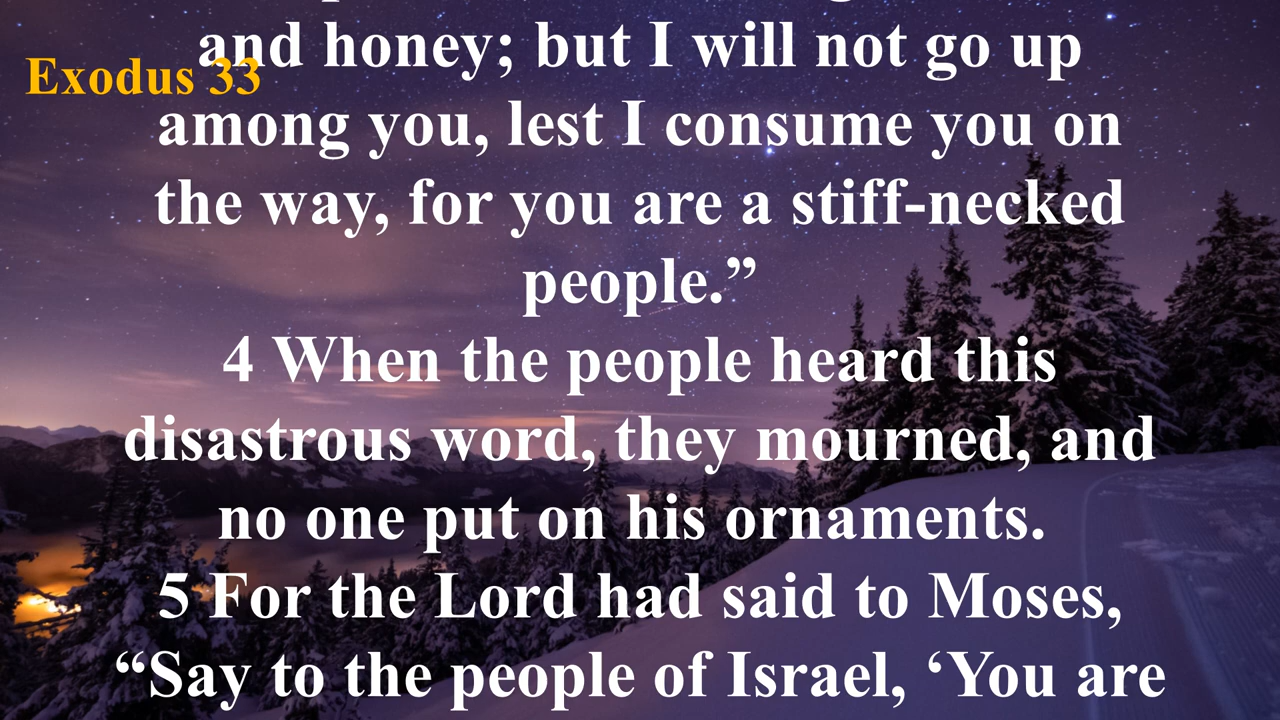 and honey; but I will not go up
Exodus 33
among you, lest I consume you on
the way, for you are a stiff-necked
people.”
4 When the people heard this
disastrous word, they mourned, and
no one put on his ornaments.
5 For the Lord had said to Moses,
“Say to the people of Israel, ‘You are